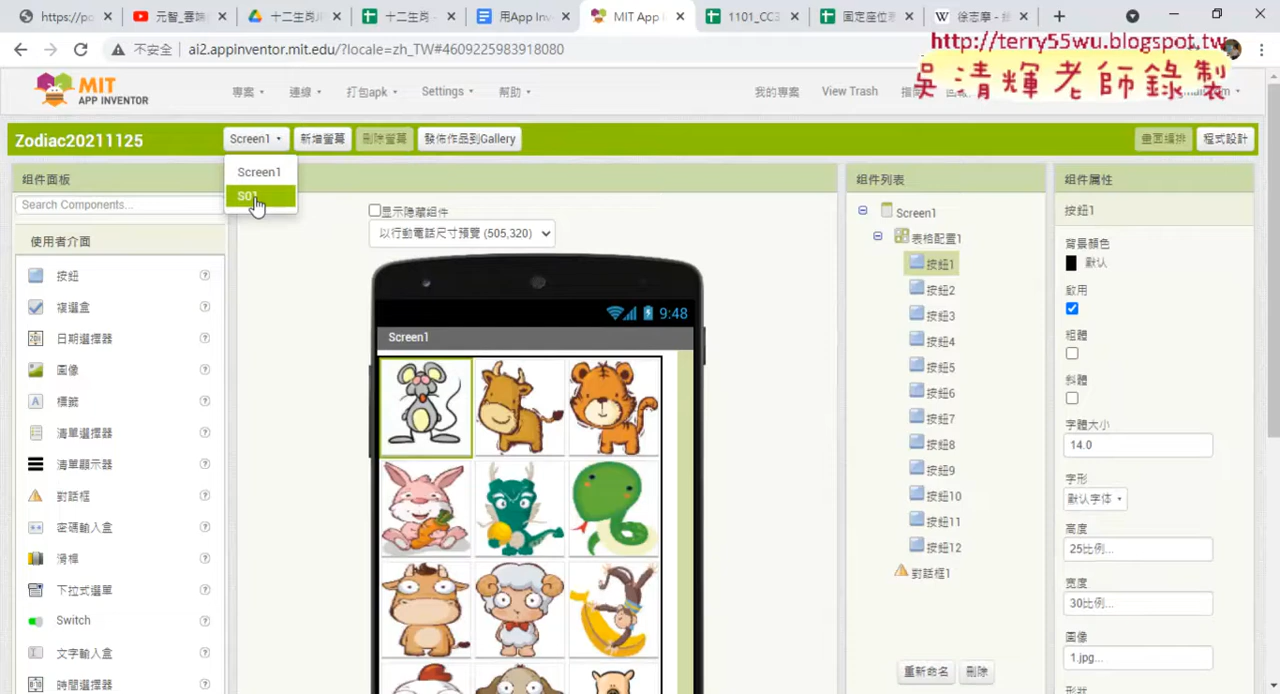 https://pc
元智_雲端
十二生肖J
十二生肖.
用App Inv
MIT App I
1101_CC3
固定座位
徐志摩 -
不安全
ai2.appinventor.mit.edu/?locale=zh_TW#4609225983918080
http://terry55wu.blogspot.tw
吳清輝老師錄製
MIT
APP INVENTOR
專案
連線
打包apk
Settings
幫助
我的專案
View Trash
Zodiac20211125
Screen1
新增螢幕
刪除螢幕
發佈作品到Gallery
畫面編排
程式設計
Screen1
S01
組件面板
Search Components...
使用者介面
按鈕
複選盒
日期選擇器
圖像
標籤
清單選擇器
清單顯示器
對話框
密碼輸入盒
滑桿
下拉式選單
Switch
文字輸入盒
時間選擇器
显示隐藏組件
以行動電話尺寸預覽 (505,320)
9:48
Screen1
組件列表
Screen1
表格配置1
按鈕1
按鈕2
按鈕3
按鈕4
按鈕5
按鈕6
按鈕7
按鈕8
按鈕9
按鈕10
按鈕11
按鈕12
對話框1
重新命名
刪除
組件属性
按鈕1
背景顏色
默认
啟用
粗體
斜體
字體大小
14.0
字形
默认字体
高度
25比例...
宽度
30比例...
圖像
1.jpg...
形狀